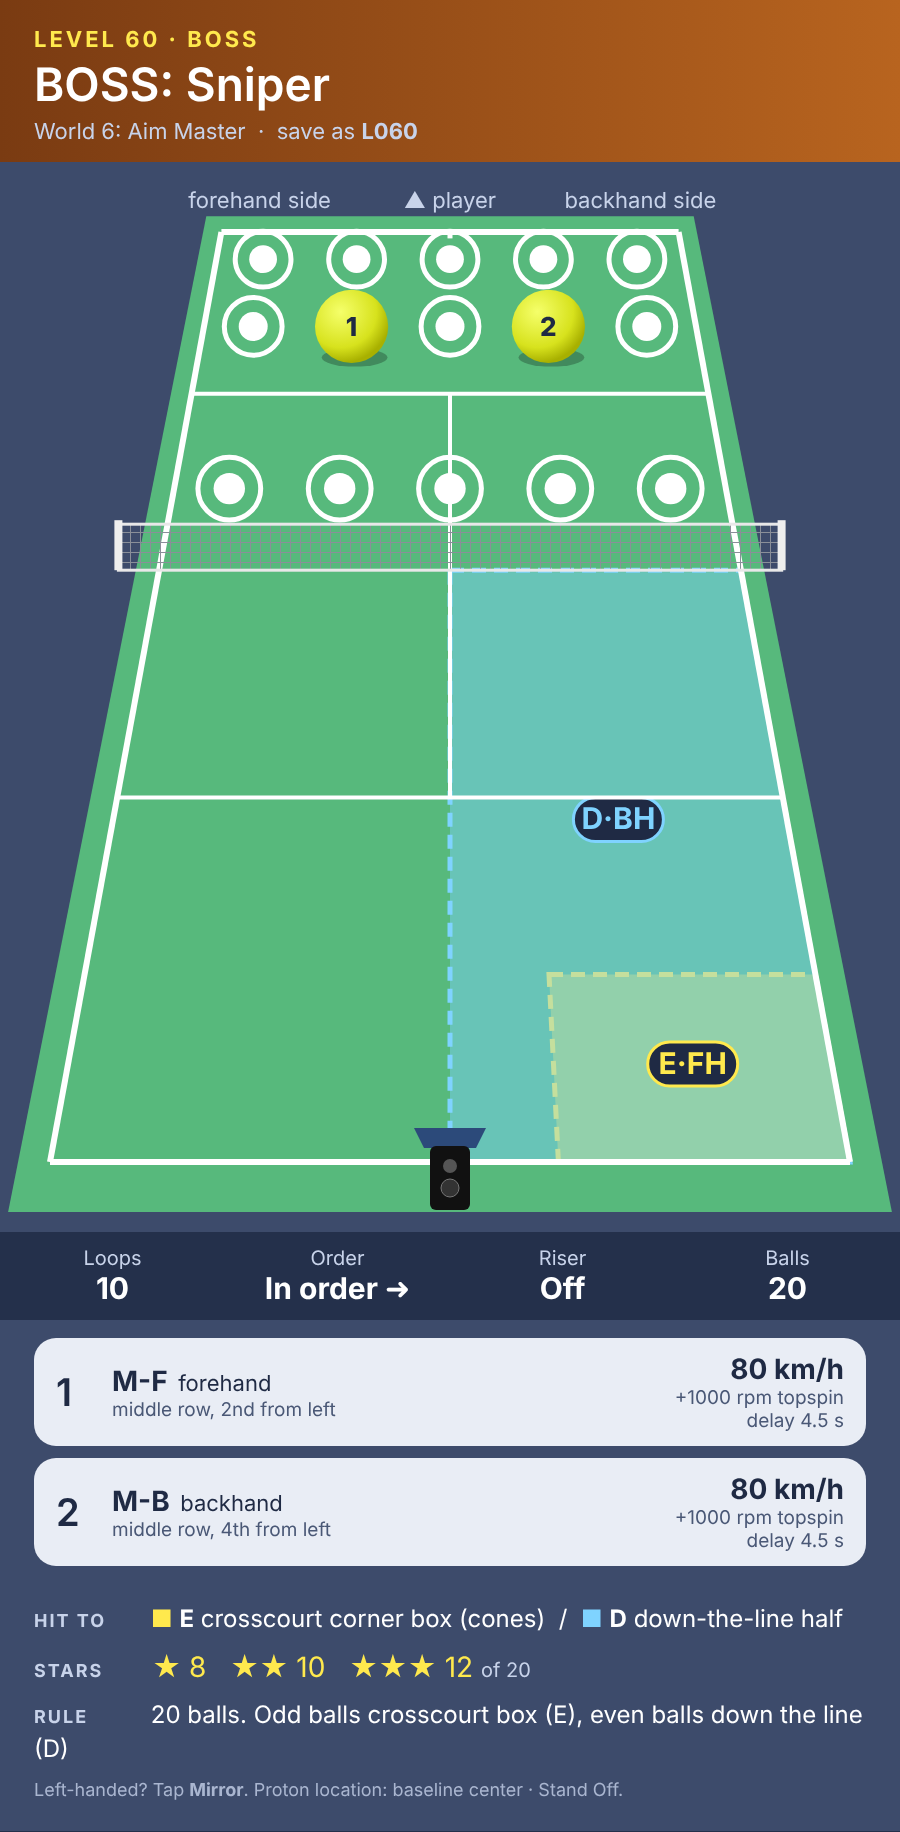 LEVEL 60 · BOSS
BOSS: Sniper
World 6: Aim Master · save as L060
forehand side ▲ player backhand side
1 2
D·BH
E·FH
Loops Order Riser Balls
10 In order ➜ Off 20
1 M-F forehand
middle row, 2nd from left
80 km/h
+1000 rpm topspin
delay 4.5 s
2 M-B backhand
middle row, 4th from left
80 km/h
+1000 rpm topspin
delay 4.5 s
HIT TO ■ E crosscourt corner box (cones) / ■ D down-the-line half
STARS ★ 8 ★★ 10 ★★★ 12 of 20
RULE 20 balls. Odd balls crosscourt box (E), even balls down the line
(D)
Left-handed? Tap Mirror. Proton location: baseline center · Stand Off.